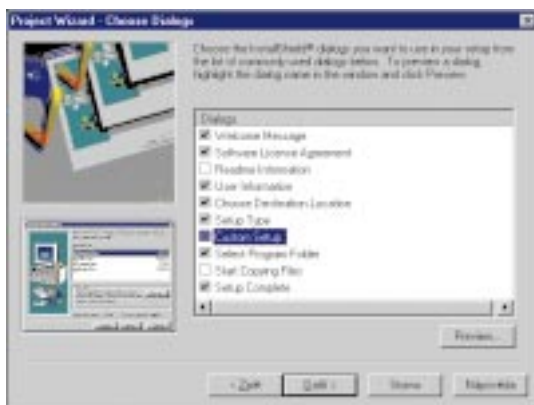 Project Wizard - Choose Dialogs
Choose the InstallShield® dialogs you want to use in your setup from
the list of commonly used dialogs below. To preview a dialog,
highlight the dialog name in the window and click Preview.
Dialogs
Welcome Message
Software License Agreement
Readme Information
User Information
Choose Destination Location
Setup Type
Custom Setup
Select Program Folder
Start Copying Files
Setup Complete
Preview...
< Zpět
Další >
Storno
Nápověda